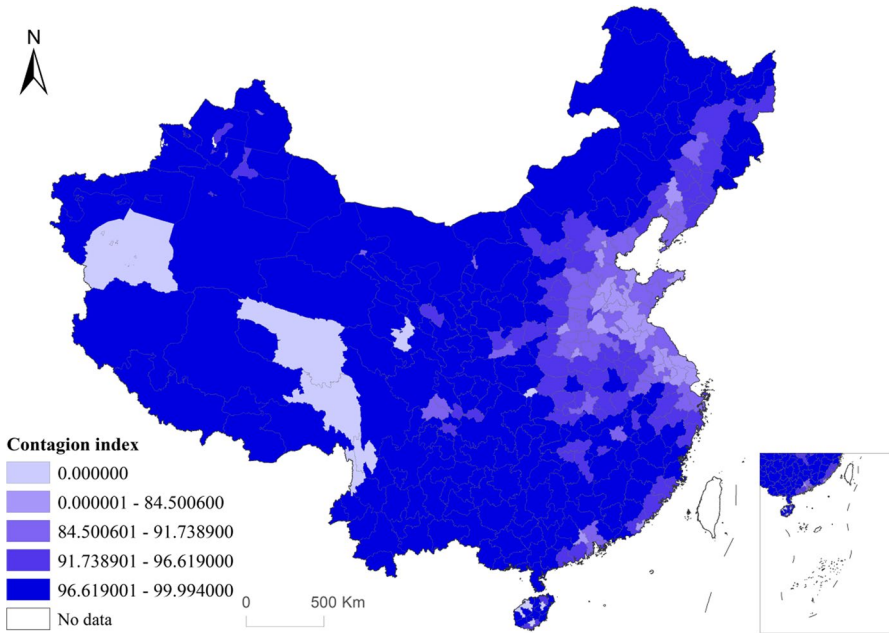 N
Contagion index
0.000000
0.000001 - 84.500600
84.500601 - 91.738900
91.738901 - 96.619000
96.619001 - 99.994000
No data
0 500 Km